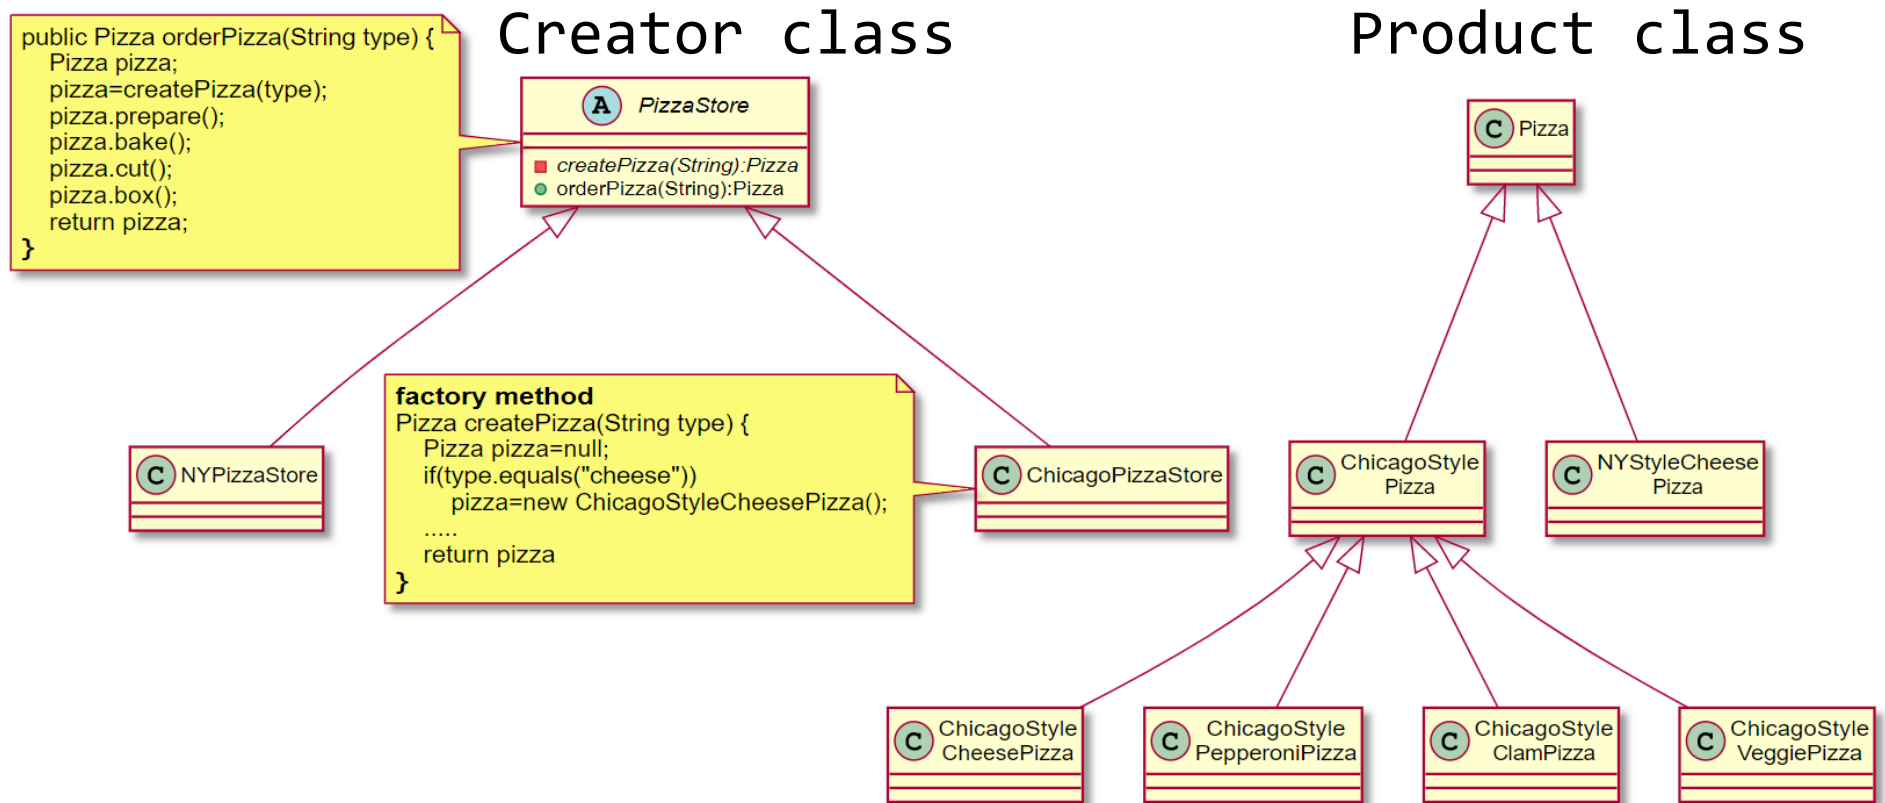 Creator class
Product class
public Pizza orderPizza(String type) {
Pizza pizza;
pizza=createPizza(type);
pizza.prepare();
pizza.bake();
pizza.cut();
pizza.box();
return pizza;
}
A PizzaStore
createPizza(String):Pizza
orderPizza(String):Pizza
C Pizza
factory method
Pizza createPizza(String type) {
Pizza pizza=null;
if(type.equals("cheese"))
pizza=new ChicagoStyleCheesePizza();
.....
return pizza
}
C NYPizzaStore
C ChicagoPizzaStore
C ChicagoStyle
Pizza
C NYStyleCheese
Pizza
C ChicagoStyle
CheesePizza
C ChicagoStyle
PepperoniPizza
C ChicagoStyle
ClamPizza
C ChicagoStyle
VeggiePizza